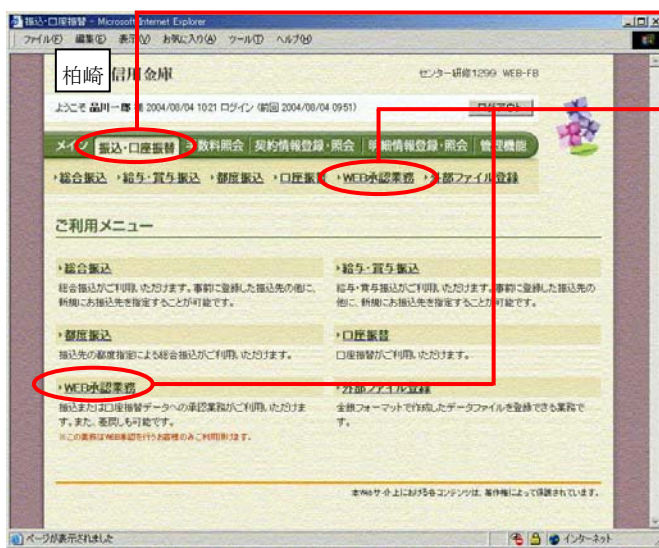 振込・口座振替 - Microsoft Internet Explorer
ファイル(F) 編集(E) 表示(V) お気に入り(A) ツール(T) ヘルプ(H)
柏崎 信用金庫
センター研修1299 WEB-FB
ようこそ 品川一郎 様 2004/08/04 1021 ログイン (前回 2004/08/04 0951)
ログアウト
メイン 振込・口座振替 手数料照会 契約情報登録・照会 明細情報登録・照会 管理機能
総合振込 給与・賞与振込 都度振込 口座振替 WEB承認業務 外部ファイル登録
ご利用メニュー
総合振込
総合振込がご利用いただけます。事前に登録した振込先の他に、
新規にお振込先を指定することが可能です。
給与・賞与振込
給与・賞与振込がご利用いただけます。事前に登録した振込先の
他に、新規にお振込先を指定することが可能です。
都度振込
振込先の都度指定による総合振込がご利用いただけます。
口座振替
口座振替がご利用いただけます。
WEB承認業務
振込または口座振替データへの承認業務がご利用いただけま
す。また、差戻しも可能です。
※この業務はWEB承認を行うお客様のみご利用頂けます。
外部ファイル登録
全銀フォーマットで作成したデータファイルを登録できる業務で
す。
本Webサイト上における各コンテンツは、著作権によって保護されています。
ページが表示されました
インターネット